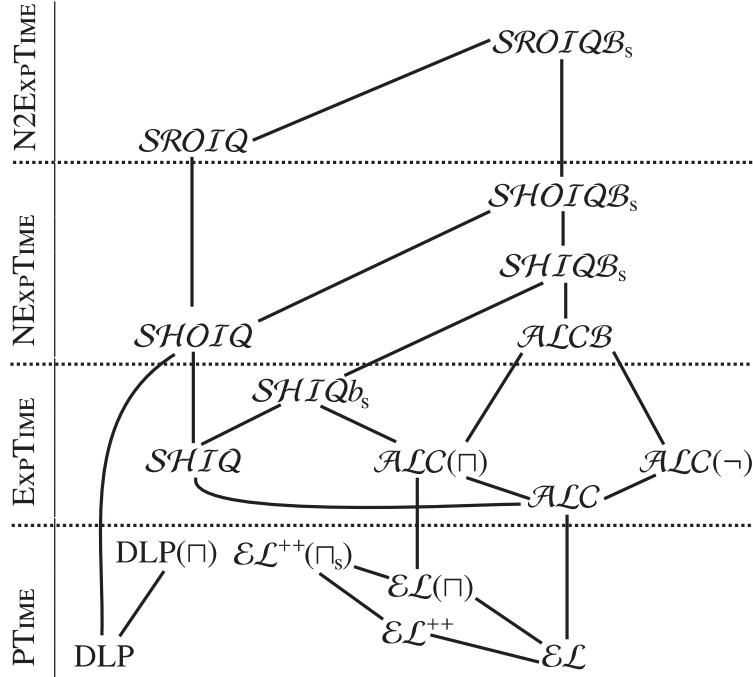 N2ExpTime
SROIQB_s
SROIQ
NExpTime
SHOIQB_s
SHIQB_s
SHOIQ
ALCB
ExpTime
SHIQb_s
SHIQ
ALC(⊓)
ALC(¬)
ALC
PTime
DLP(⊓)
EL^++(⊓_s)
EL(⊓)
EL^++
DLP
EL